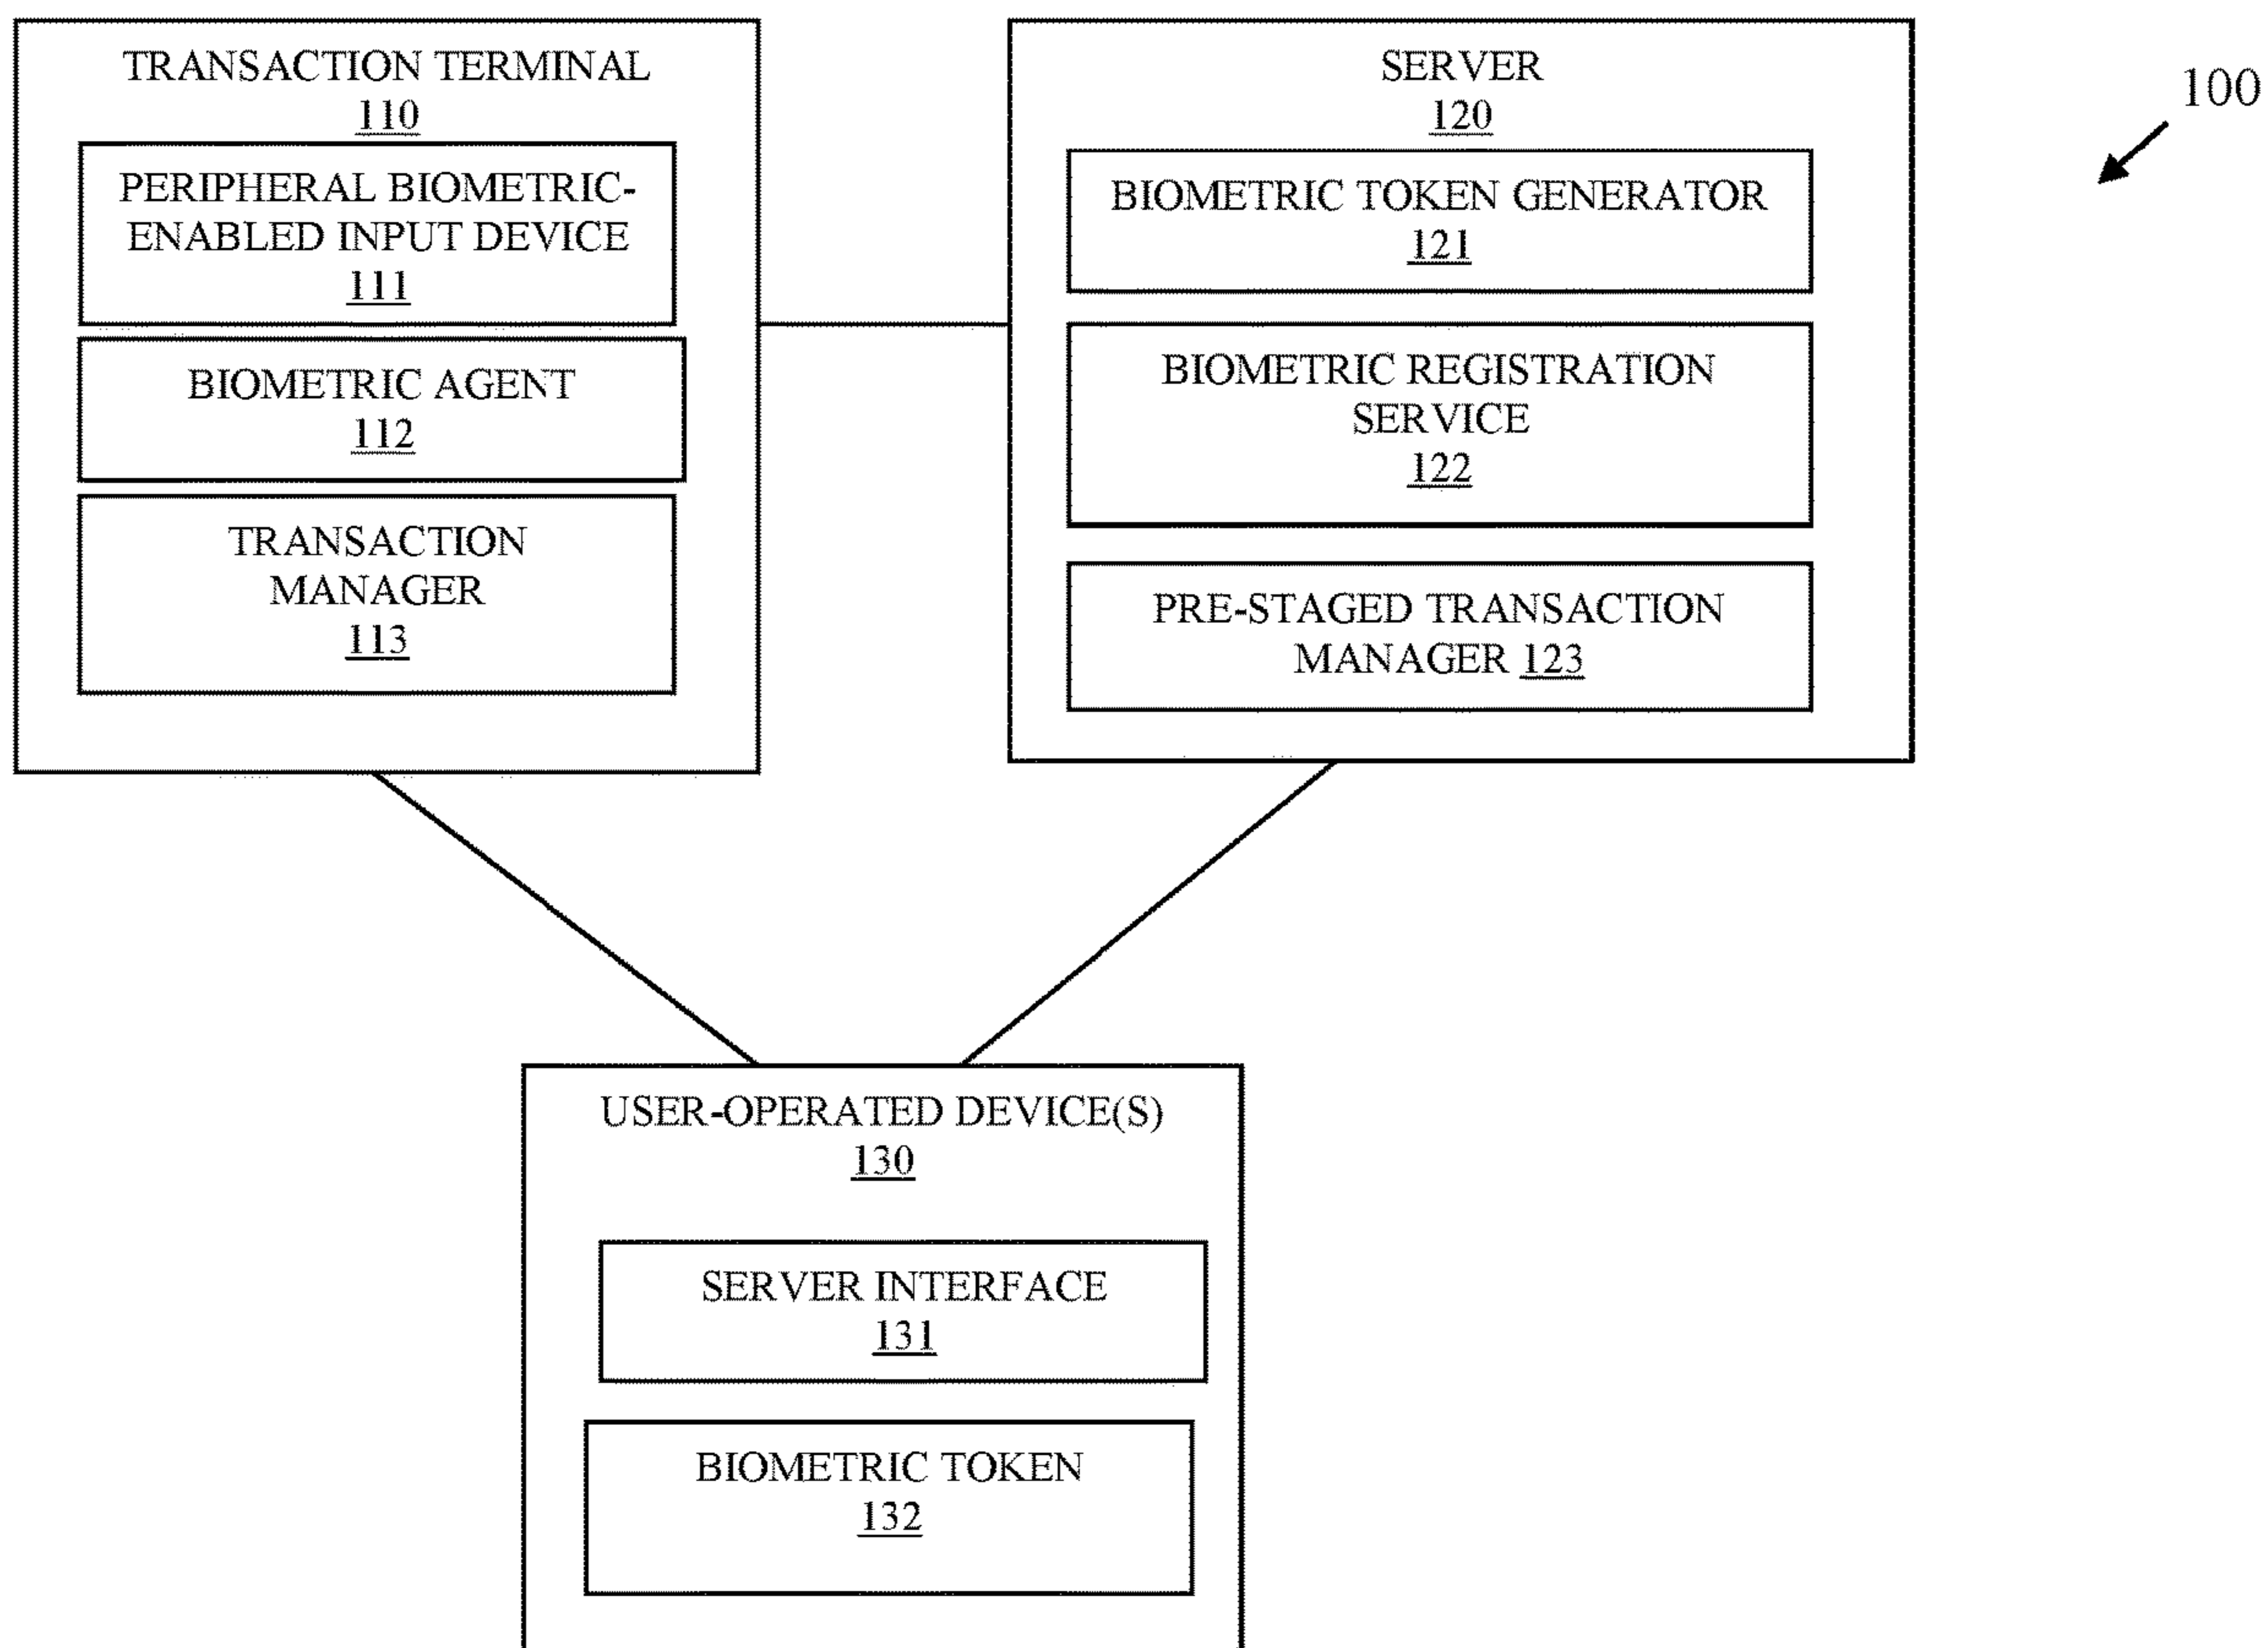 TRANSACTION TERMINAL
110
PERIPHERAL BIOMETRIC-
ENABLED INPUT DEVICE
111
BIOMETRIC AGENT
112
TRANSACTION
MANAGER
113
SERVER
120
BIOMETRIC TOKEN GENERATOR
121
BIOMETRIC REGISTRATION
SERVICE
122
PRE-STAGED TRANSACTION
MANAGER 123
100
USER-OPERATED DEVICE(S)
130
SERVER INTERFACE
131
BIOMETRIC TOKEN
132